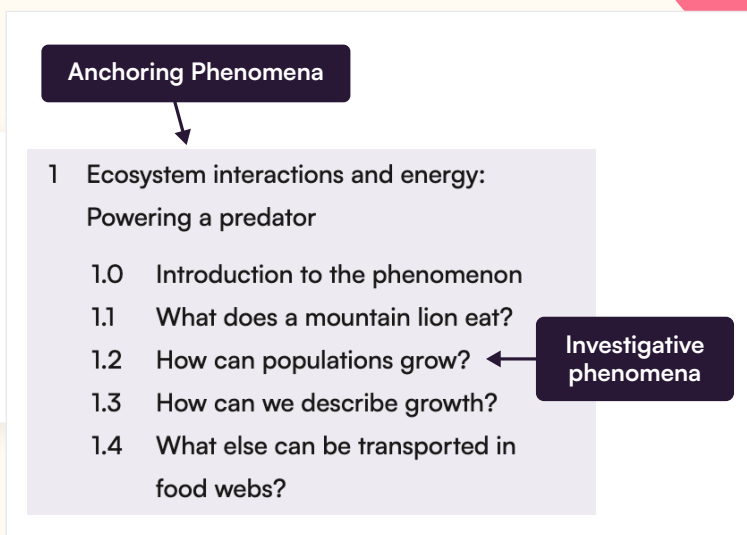 Anchoring Phenomena
1 Ecosystem interactions and energy:
Powering a predator
1.0 Introduction to the phenomenon
1.1 What does a mountain lion eat?
1.2 How can populations grow?
Investigative
phenomena
1.3 How can we describe growth?
1.4 What else can be transported in
food webs?